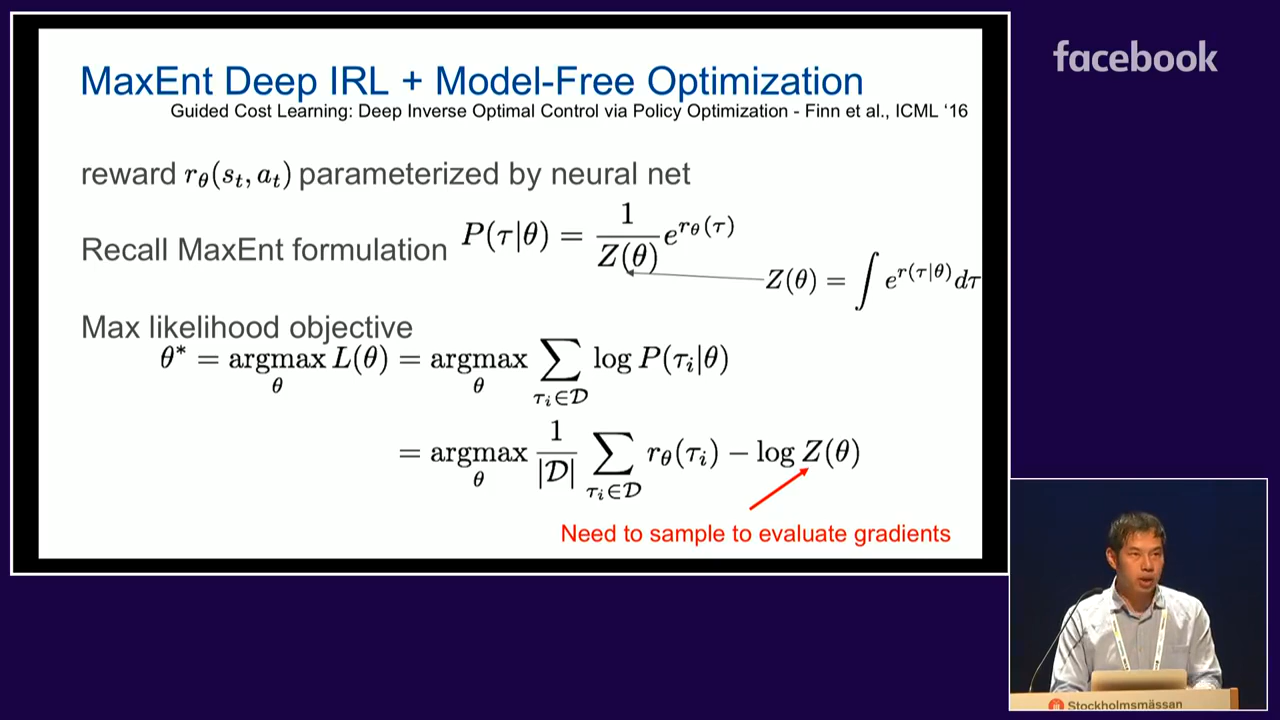 facebook
MaxEnt Deep IRL + Model-Free Optimization
Guided Cost Learning: Deep Inverse Optimal Control via Policy Optimization - Finn et al., ICML ‘16
reward r_θ(s_t, a_t) parameterized by neural net
Recall MaxEnt formulation P(τ|θ) = \frac{1}{Z(θ)} e^{r_θ(τ)}
Z(θ) = ∫ e^{r(τ|θ)} dτ
Max likelihood objective
θ* = argmax_θ L(θ) = argmax_θ ∑_{τ_i∈𝒟} log P(τ_i|θ)
= argmax_θ \frac{1}{|𝒟|} ∑_{τ_i∈𝒟} r_θ(τ_i) − log Z(θ)
Need to sample to evaluate gradients
Stockholmsmässan